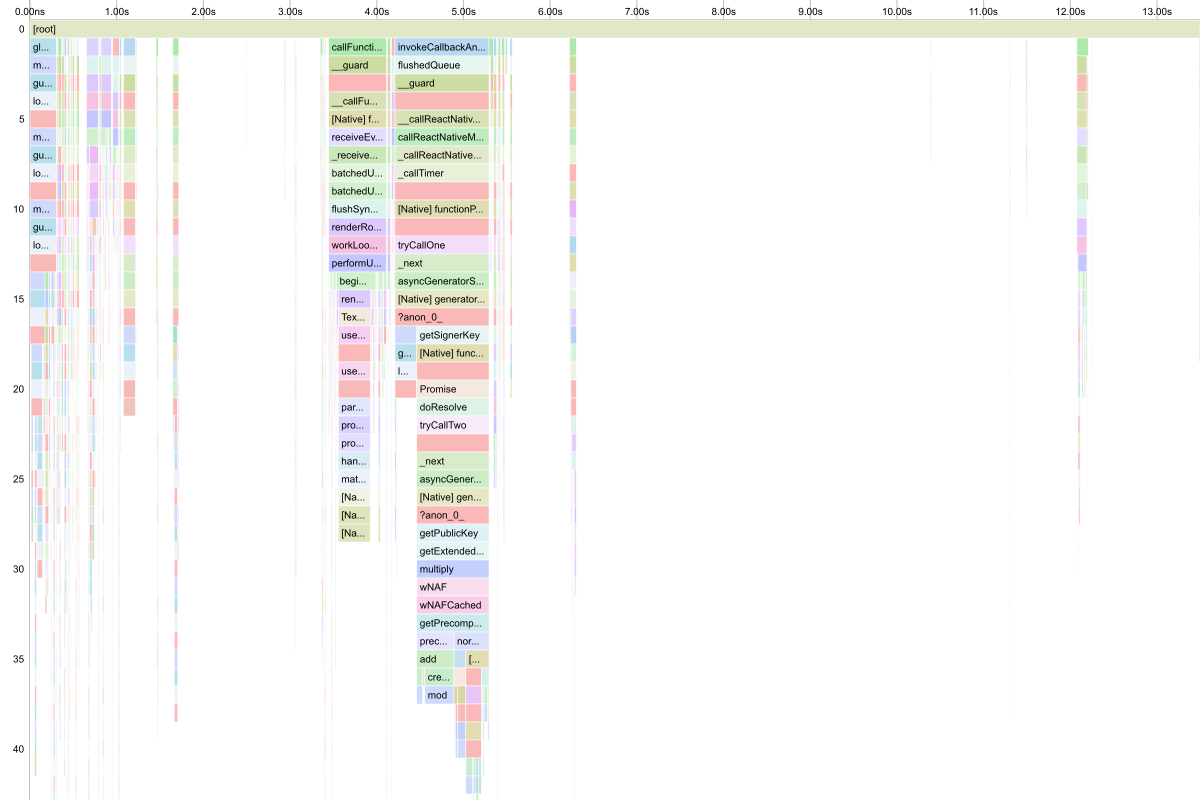 0.00ns 1.00s 2.00s 3.00s 4.00s 5.00s 6.00s 7.00s 8.00s 9.00s 10.00s 11.00s 12.00s 13.00s
0 [root]
gl... callFuncti... invokeCallbackAn...
m... __guard flushedQueue
gu... __guard
lo... __callFu...
5 [Native] f... __callReactNativ...
m... receiveEv... callReactNativeM...
gu... _receive... _callReactNative...
lo... batchedU... _callTimer
batchedU...
10 m... flushSyn... [Native] functionP...
gu... renderRo...
lo... workLoo... tryCallOne
performU... _next
begi... asyncGeneratorS...
15 ren... [Native] generator...
Tex... ?anon_0_
use... getSignerKey
g... [Native] func...
use... l...
20 Promise
par... doResolve
pro... tryCallTwo
pro...
han... _next
25 mat... asyncGener...
[Na... [Native] gen...
[Na... ?anon_0_
[Na... getPublicKey
getExtended...
30 multiply
wNAF
wNAFCached
getPrecomp...
prec... nor...
35 add [...
cre...
mod
40